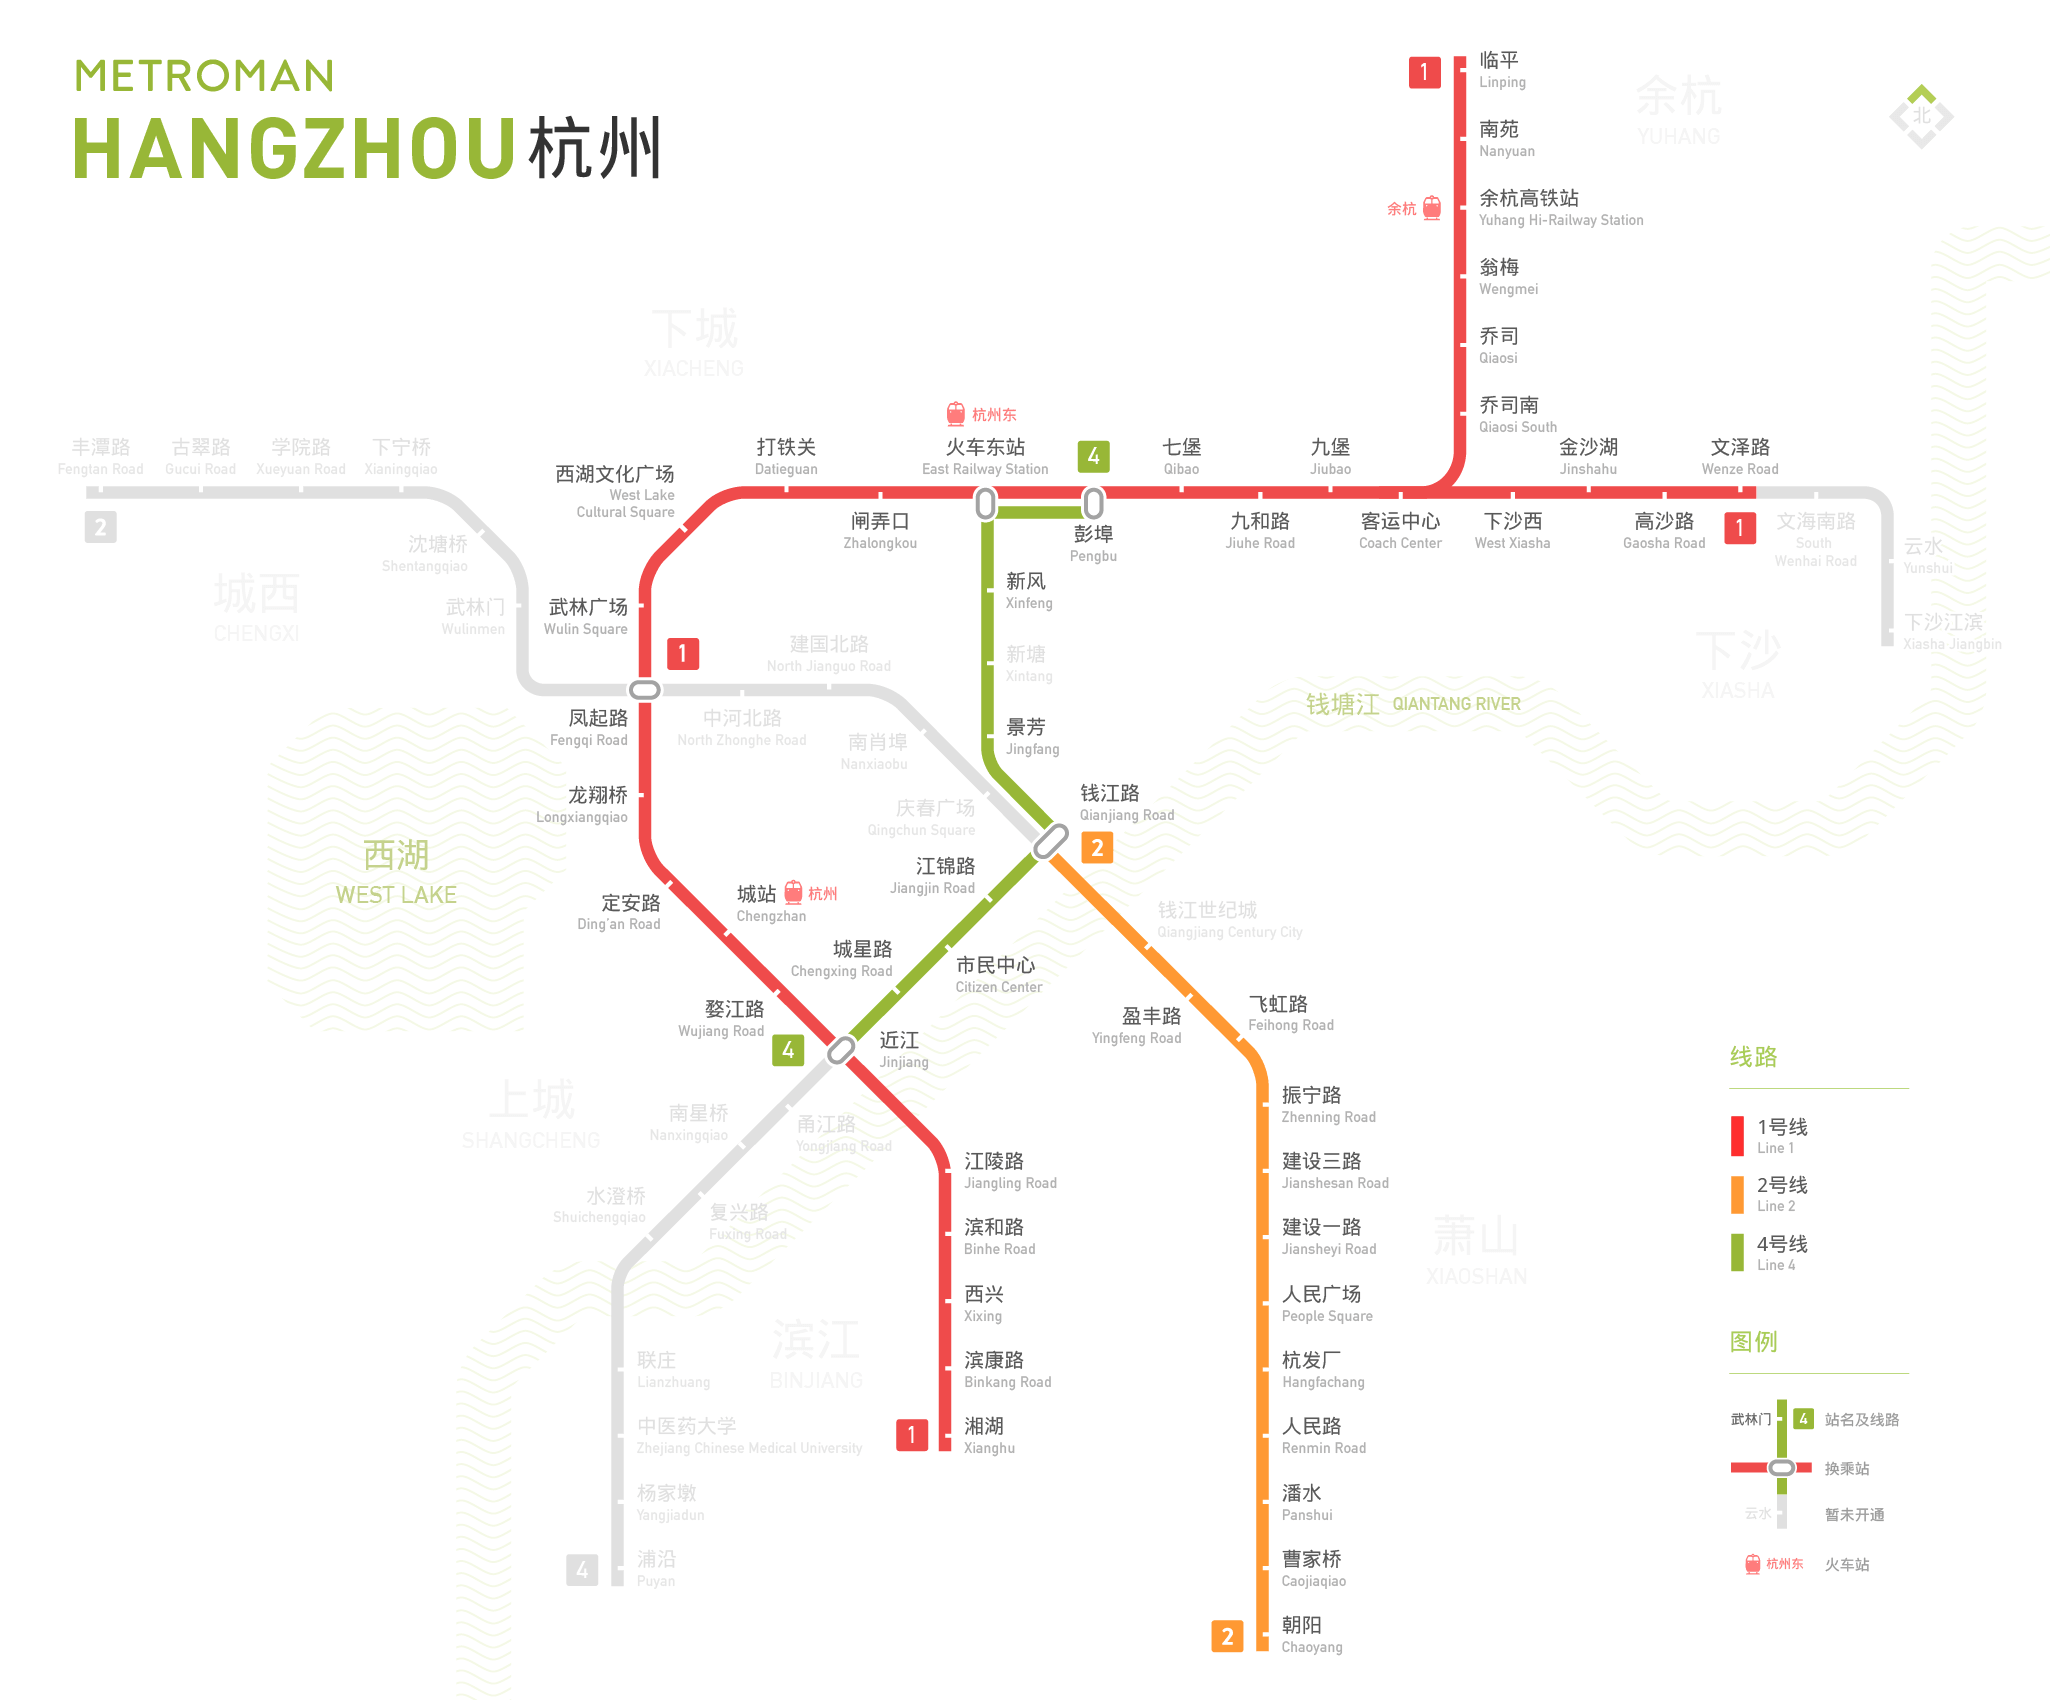 METROMAN
HANGZHOU杭州
1
临平
Linping
南苑
Nanyuan
余杭
余杭高铁站
Yuhang Hi-Railway Station
翁梅
Wengmei
乔司
Qiaosi
乔司南
Qiaosi South
余杭
YUHANG
北
下城
XIACHENG
丰潭路
Fengtan Road
古翠路
Gucui Road
学院路
Xueyuan Road
下宁桥
Xianingqiao
2
沈塘桥
Shentangqiao
武林门
Wulinmen
城西
CHENGXI
西湖文化广场
West Lake
Cultural Square
打铁关
Datieguan
闸弄口
Zhalongkou
杭州东
火车东站
East Railway Station
4
彭埠
Pengbu
七堡
Qibao
九和路
Jiuhe Road
九堡
Jiubao
客运中心
Coach Center
下沙西
West Xiasha
金沙湖
Jinshahu
高沙路
Gaosha Road
文泽路
Wenze Road
1
文海南路
South
Wenhai Road
云水
Yunshui
下沙江滨
Xiasha Jiangbin
下沙
XIASHA
武林广场
Wulin Square
1
凤起路
Fengqi Road
建国北路
North Jianguo Road
中河北路
North Zhonghe Road
南肖埠
Nanxiaobu
庆春广场
Qingchun Square
新风
Xinfeng
新塘
Xintang
景芳
Jingfang
钱塘江 QIANTANG RIVER
钱江路
Qianjiang Road
2
龙翔桥
Longxiangqiao
西湖
WEST LAKE
定安路
Ding'an Road
城站
Chengzhan
杭州
江锦路
Jiangjin Road
城星路
Chengxing Road
市民中心
Citizen Center
钱江世纪城
Qiangjiang Century City
婺江路
Wujiang Road
4
近江
Jinjiang
盈丰路
Yingfeng Road
飞虹路
Feihong Road
上城
SHANGCHENG
南星桥
Nanxingqiao
甬江路
Yongjiang Road
水澄桥
Shuichengqiao
复兴路
Fuxing Road
江陵路
Jiangling Road
滨和路
Binhe Road
西兴
Xixing
滨康路
Binkang Road
1
湘湖
Xianghu
滨江
BINJIANG
联庄
Lianzhuang
中医药大学
Zhejiang Chinese Medical University
杨家墩
Yangjiadun
4
浦沿
Puyan
振宁路
Zhenning Road
建设三路
Jianshesan Road
建设一路
Jiansheyi Road
人民广场
People Square
杭发厂
Hangfachang
人民路
Renmin Road
潘水
Panshui
曹家桥
Caojiaqiao
2
朝阳
Chaoyang
萧山
XIAOSHAN
线路
1号线
Line 1
2号线
Line 2
4号线
Line 4
图例
武林门 4 站名及线路
换乘站
云水 暂未开通
杭州东 火车站